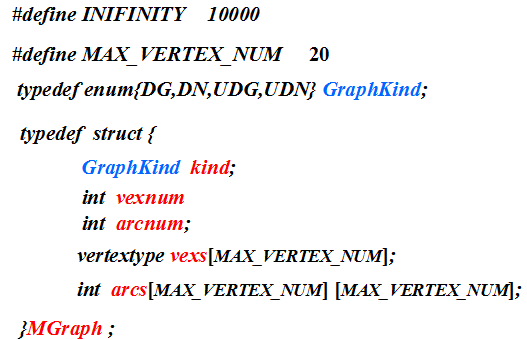 #define INIFINITY 10000
#define MAX_VERTEX_NUM 20
typedef enum{DG,DN,UDG,UDN} GraphKind;
typedef struct {
GraphKind kind;
int vexnum
int arcnum;
vertextype vexs[MAX_VERTEX_NUM];
int arcs[MAX_VERTEX_NUM] [MAX_VERTEX_NUM];
}MGraph ;